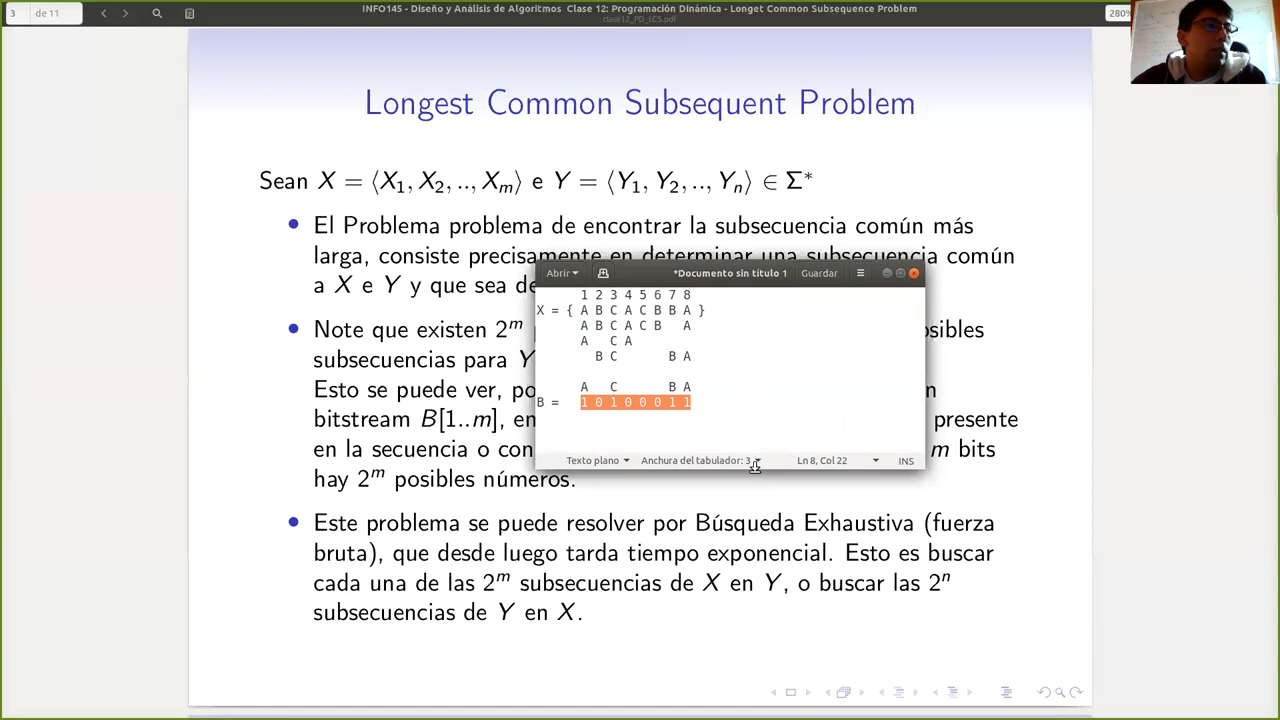 3 de 11
INFO145 - Diseño y Análisis de Algoritmos Clase 12: Programación Dinámica - Longet Common Subsequence Problem
clase12_PD_LCS.pdf
280%
Longest Common Subsequent Problem
Sean X = ⟨X1, X2, .., Xm⟩ e Y = ⟨Y1, Y2, .., Yn⟩ ∈ Σ*
• El Problema problema de encontrar la subsecuencia común más
larga, consiste precisamente en determinar una subsecuencia común
a X e Y y que sea de
• Note que existen 2^m
subsecuencias para Y
Esto se puede ver, po
bitstream B[1..m], en
presente
en la secuencia o con
m bits
hay 2^m posibles números.
• Este problema se puede resolver por Búsqueda Exhaustiva (fuerza
bruta), que desde luego tarda tiempo exponencial. Esto es buscar
cada una de las 2^m subsecuencias de X en Y, o buscar las 2^n
subsecuencias de Y en X.
Abrir *Documento sin título 1 Guardar
1 2 3 4 5 6 7 8
X = { A B C A C B B A }
A B C A C B A
A C A
B C B A
A C B A
B = 1 0 1 0 0 0 1 1
Texto plano Anchura del tabulador: 3 Ln 8, Col 22 INS